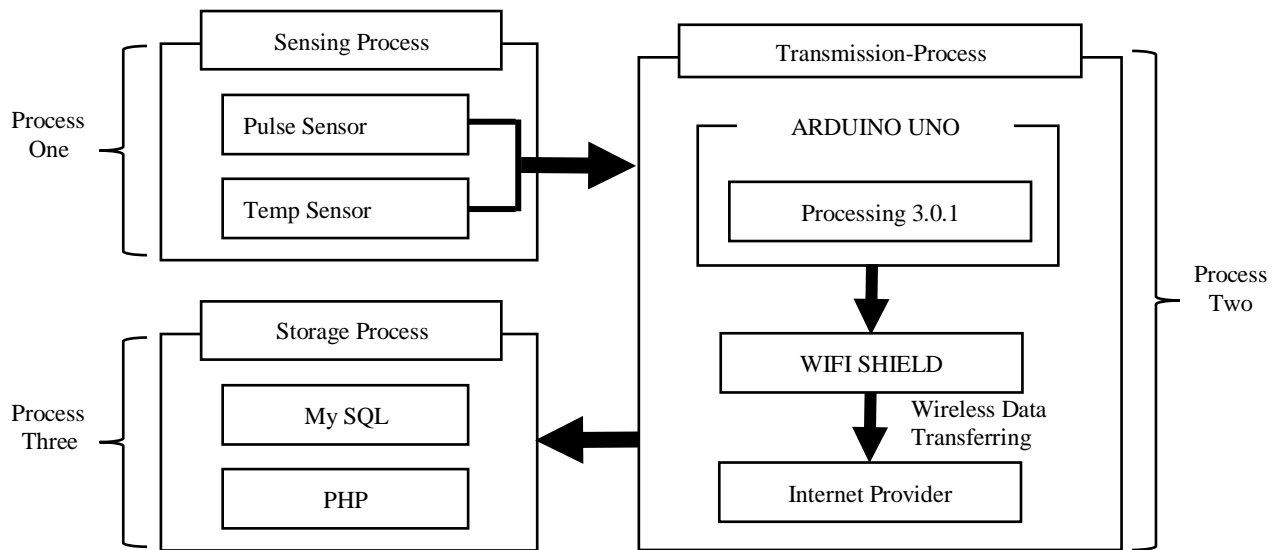 Process
One
Sensing Process
Pulse Sensor
Temp Sensor
Transmission-Process
ARDUINO UNO
Processing 3.0.1
WIFI SHIELD
Wireless Data
Transferring
Internet Provider
Process
Two
Process
Three
Storage Process
My SQL
PHP